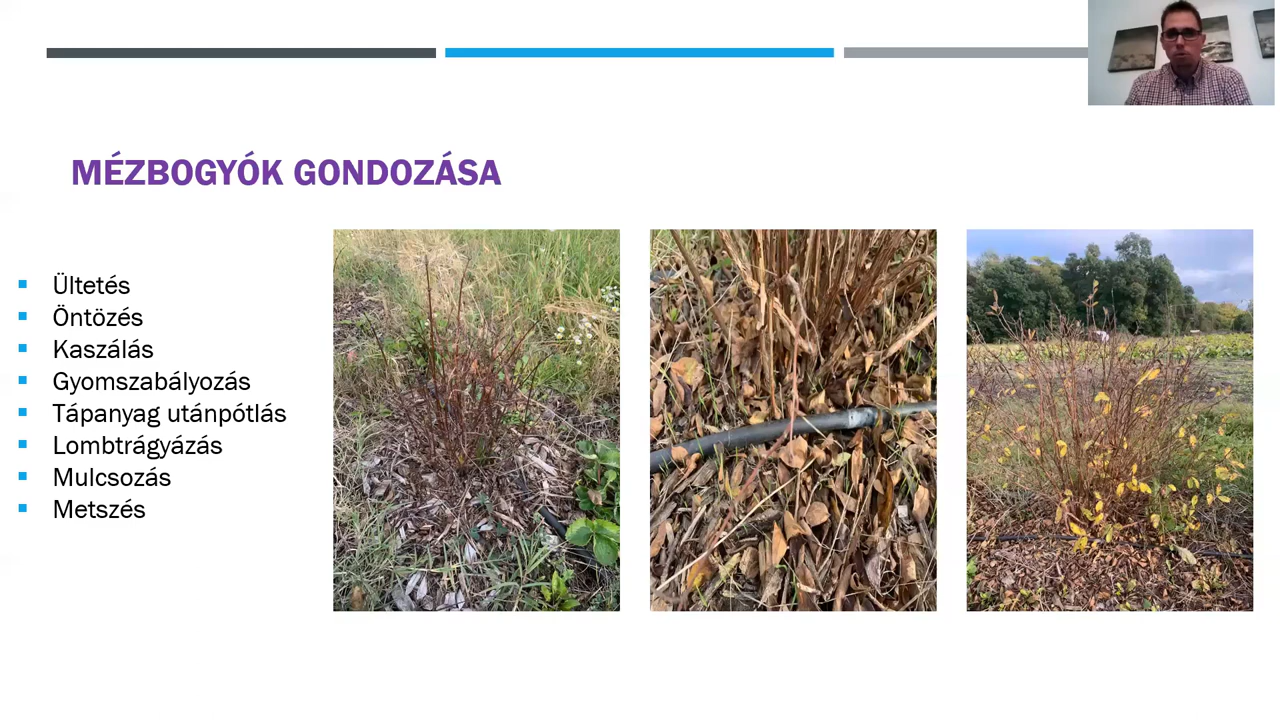 MÉZBOGYÓK GONDOZÁSA
Ültetés
Öntözés
Kaszálás
Gyomszabályozás
Tápanyag utánpótlás
Lombtrágyázás
Mulcsozás
Metszés